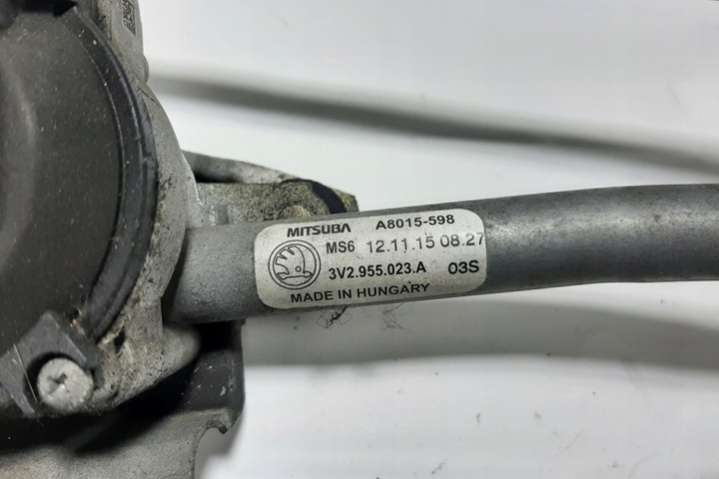 MITSUBA A8015-598
MS6 12.11.15 08.27
3V2.955.023.A 03S
MADE IN HUNGARY